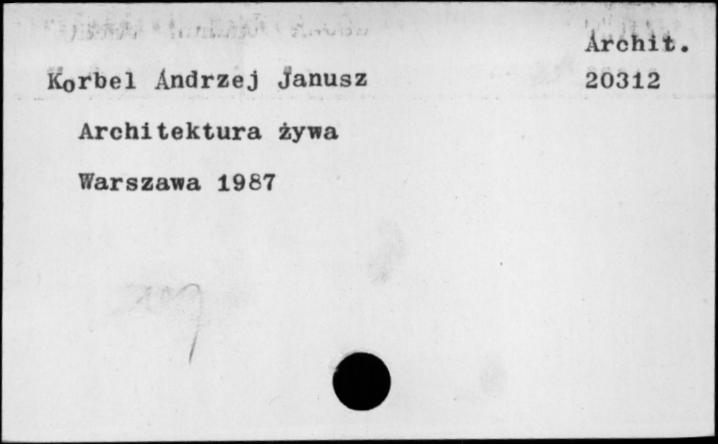 Archit.
Korbel Andrzej Janusz 20312
Architektura żywa
Warszawa 1987